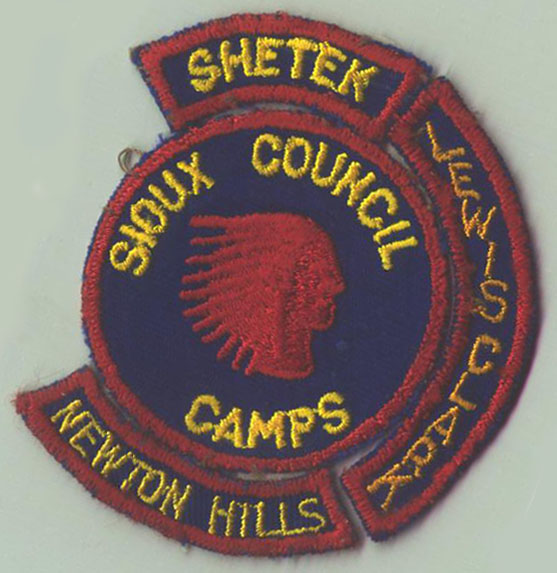 SHETEK
SIOUX COUNCIL
CAMPS
LEWIS CLARK
NEWTON HILLS